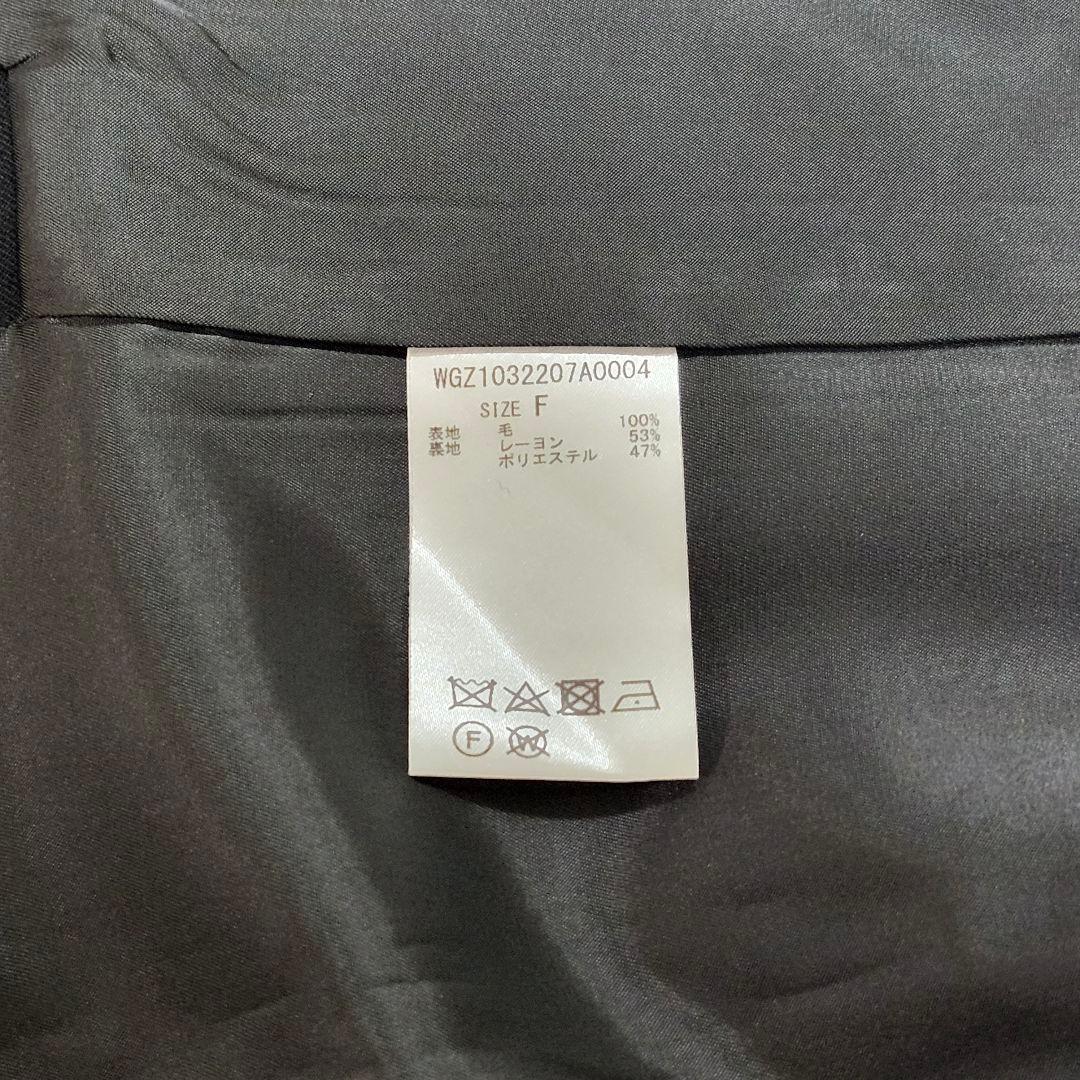 WGZ1032207A0004
SIZE F
表地 毛 100%
裏地 レーヨン 53%
ポリエステル 47%
F W